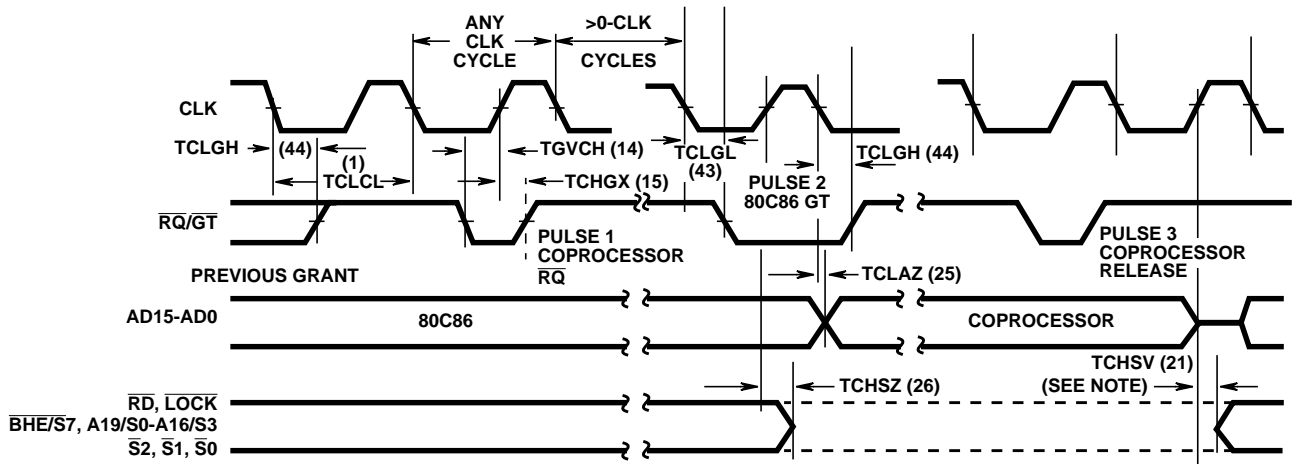 ANY
CLK
CYCLE
>0-CLK
CYCLES
CLK
TCLGH
(44)
(1)
TCLCL
TGVCH (14)
TCHGX (15)
TCLGL
(43)
PULSE 2
80C86 GT
TCLGH (44)
RQ/GT
PREVIOUS GRANT
PULSE 1
COPROCESSOR
RQ
PULSE 3
COPROCESSOR
RELEASE
TCLAZ (25)
AD15-AD0
80C86
COPROCESSOR
TCHSZ (26)
TCHSV (21)
(SEE NOTE)
RD, LOCK
BHE/S7, A19/S0-A16/S3
S2, S1, S0